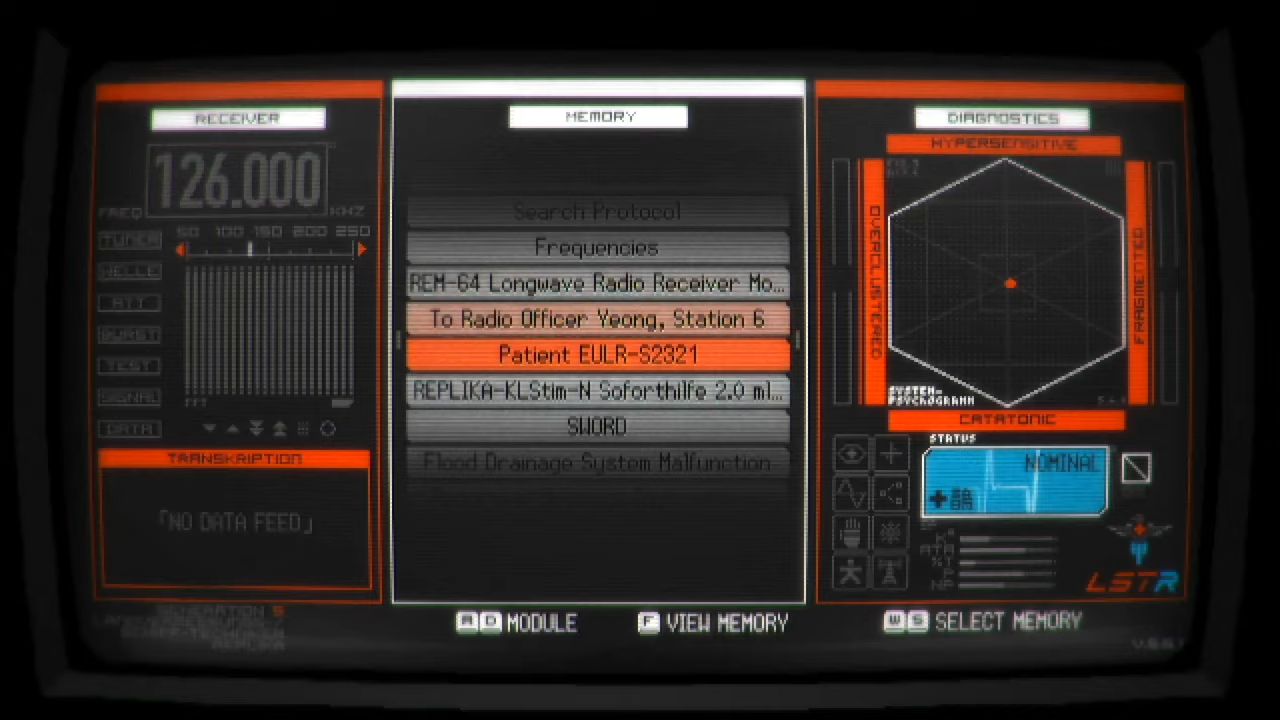 RECEIVER
126.000
FREQ
KHZ
50 100 150 200 250
TUNER
WELLE
ATT
BURST
TEST
SIGNAL
DATA
TRANSKRIPTION
「NO DATA FEED」
GENERATION 5
REPLIKA
MEMORY
Search Protocol
Frequencies
REM-64 Longwave Radio Receiver Mo...
To Radio Officer Yeong, Station 6
Patient EULR-S2321
REPLIKA-KLStim-N Soforthilfe 2.0 ml...
SWORD
Flood Drainage System Malfunction
DIAGNOSTICS
HYPERSENSITIVE
OVERCLUSTERED
FRAGMENTED
SYSTEM-
PSYCHOGRAMM
CATATONIC
STATUS
NOMINAL
LSTR
A D MODULE
F VIEW MEMORY
W S SELECT MEMORY